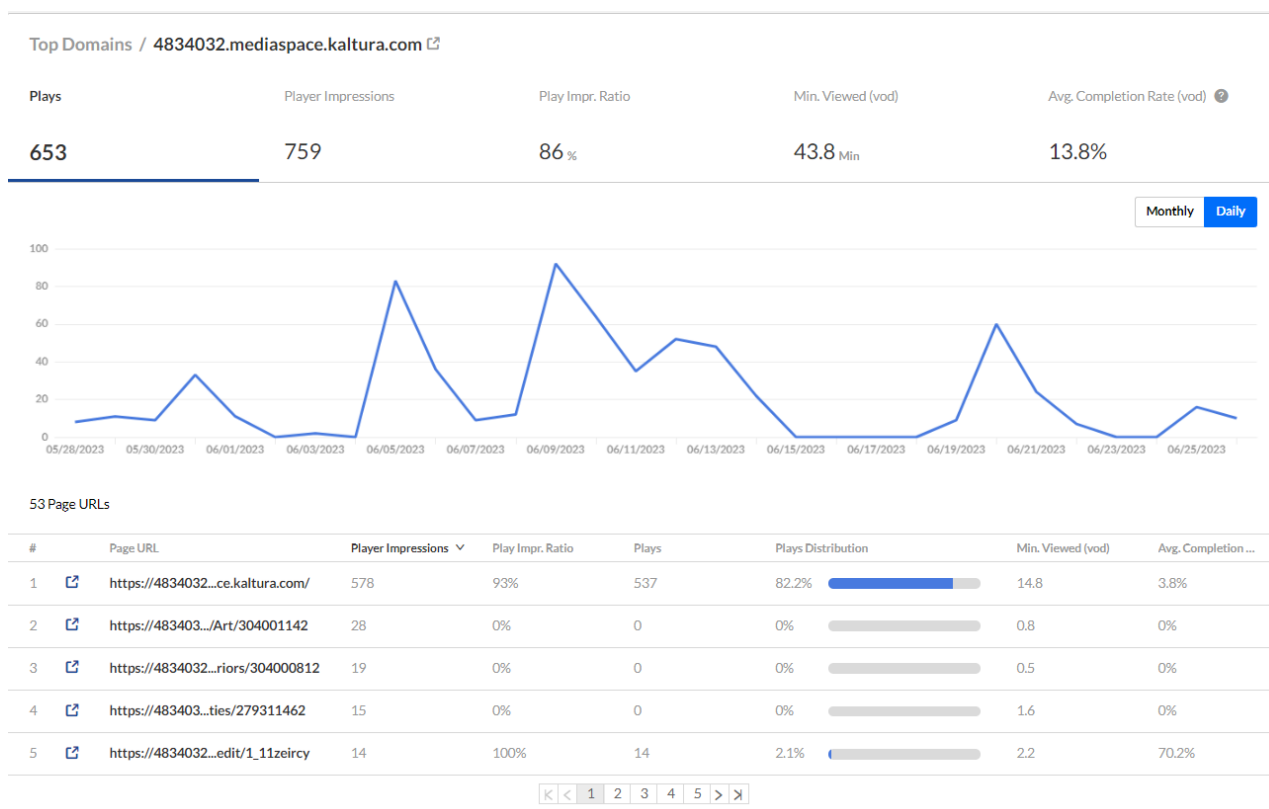 Top Domains / 4834032.mediaspace.kaltura.com
Plays Player Impressions Play Impr. Ratio Min. Viewed (vod) Avg. Completion Rate (vod) ?
653 759 86 % 43.8 Min 13.8%
Monthly Daily
100
80
60
40
20
0
05/28/2023 05/30/2023 06/01/2023 06/03/2023 06/05/2023 06/07/2023 06/09/2023 06/11/2023 06/13/2023 06/15/2023 06/17/2023 06/19/2023 06/21/2023 06/23/2023 06/25/2023
53 Page URLs
# Page URL Player Impressions Play Impr. Ratio Plays Plays Distribution Min. Viewed (vod) Avg. Completion ...
1 https://4834032...ce.kaltura.com/ 578 93% 537 82.2% 14.8 3.8%
2 https://483403.../Art/304001142 28 0% 0 0% 0.8 0%
3 https://4834032...riors/304000812 19 0% 0 0% 0.5 0%
4 https://483403...ties/279311462 15 0% 0 0% 1.6 0%
5 https://4834032...edit/1_11zeircy 14 100% 14 2.1% 2.2 70.2%
1 2 3 4 5